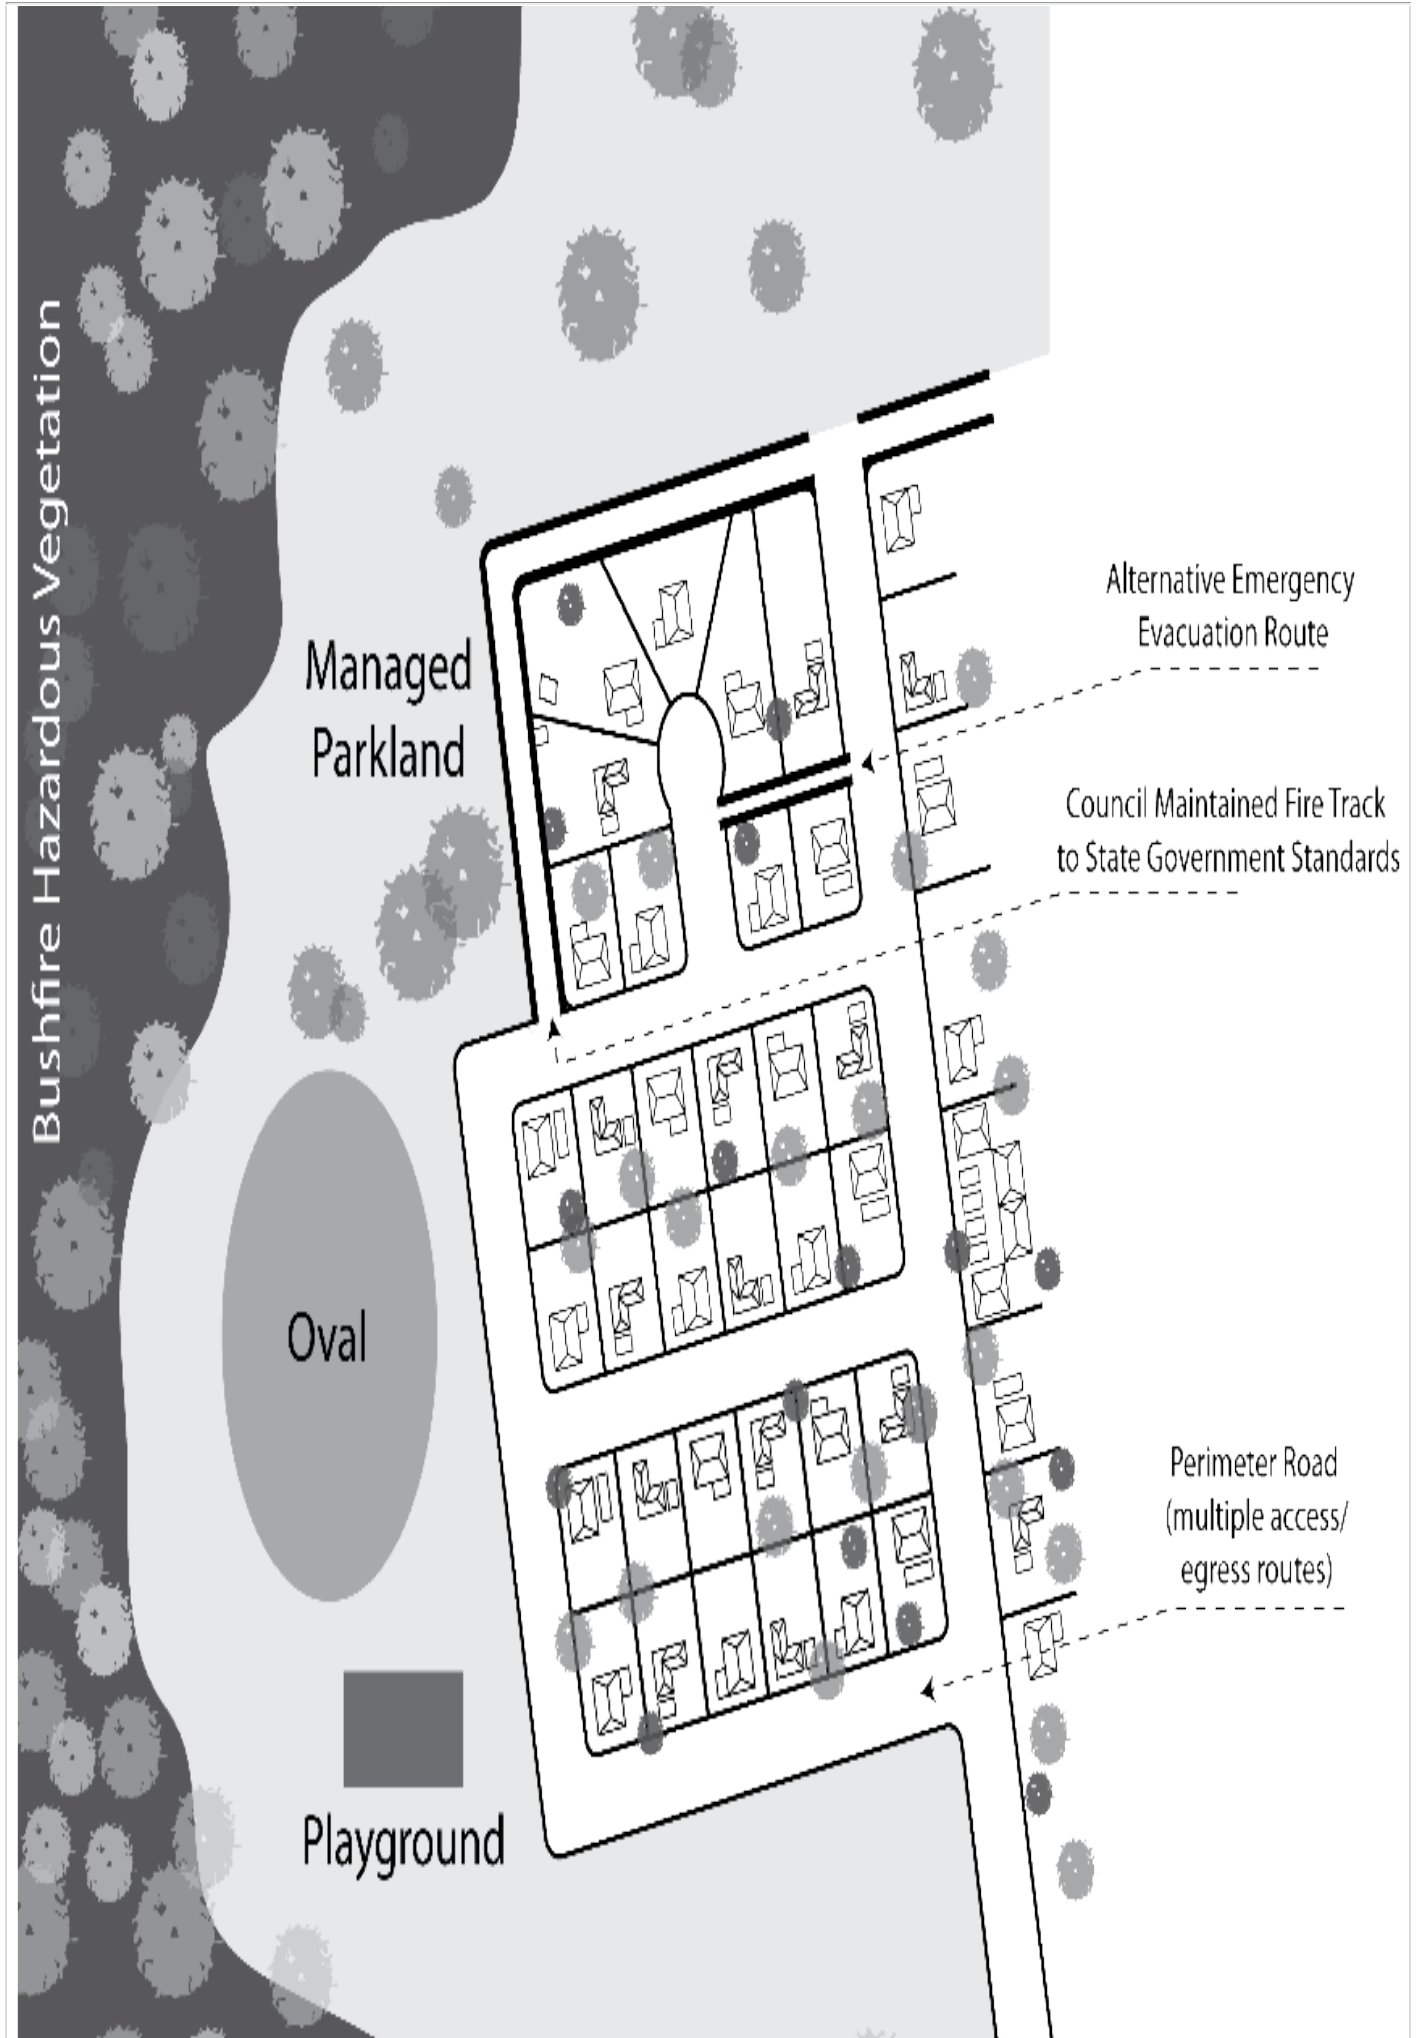 Bushfire Hazardous Vegetation
Managed
Parkland
Alternative Emergency
Evacuation Route
Council Maintained Fire Track
to State Government Standards
Oval
Perimeter Road
(multiple access/
egress routes)
Playground